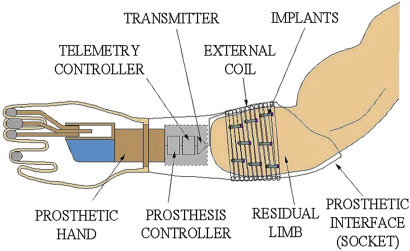 TRANSMITTER
IMPLANTS
TELEMETRY
CONTROLLER
EXTERNAL
COIL
PROSTHETIC
HAND
PROSTHESIS
CONTROLLER
RESIDUAL
LIMB
PROSTHETIC
INTERFACE
(SOCKET)